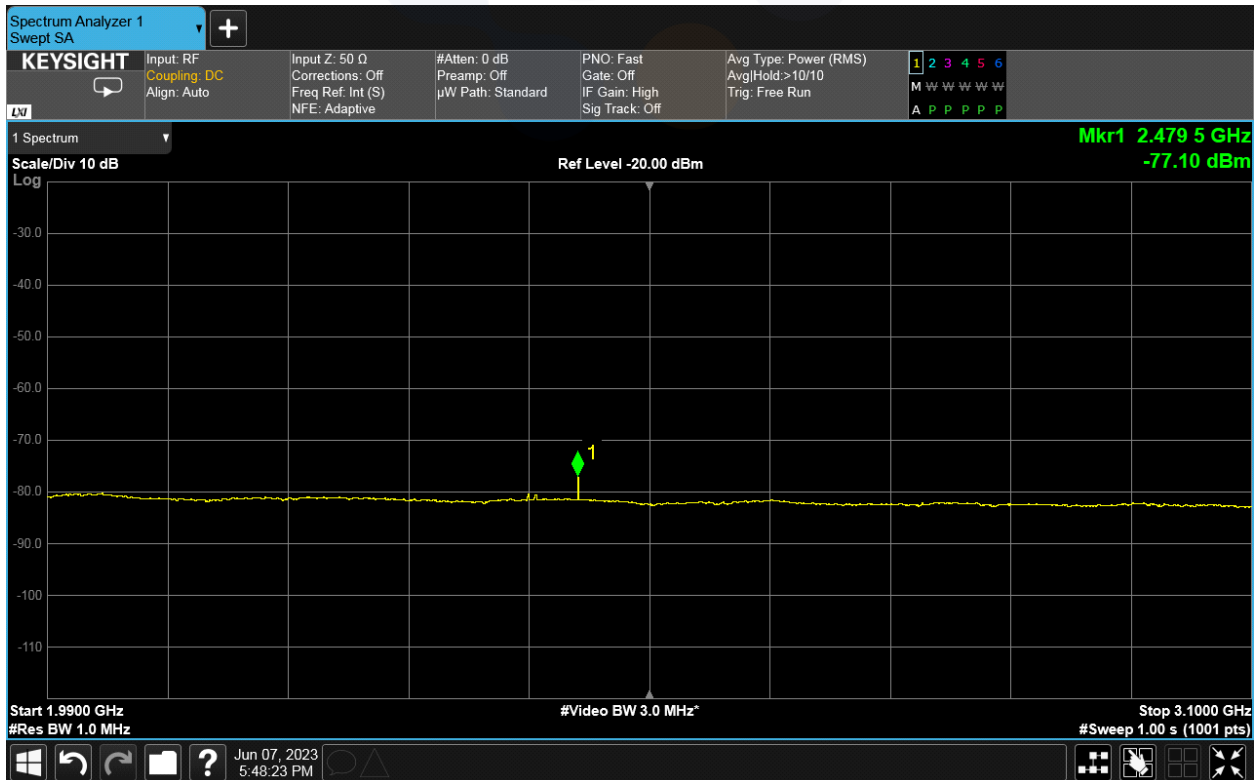 Spectrum Analyzer 1
Swept SA
KEYSIGHT
LXI
Input: RF
Coupling: DC
Align: Auto
Input Z: 50 Ω
Corrections: Off
Freq Ref: Int (S)
NFE: Adaptive
#Atten: 0 dB
Preamp: Off
µW Path: Standard
PNO: Fast
Gate: Off
IF Gain: High
Sig Track: Off
Avg Type: Power (RMS)
Avg|Hold:>10/10
Trig: Free Run
1 2 3 4 5 6
M W W W W W
A P P P P P
1 Spectrum
Mkr1 2.479 5 GHz
-77.10 dBm
Scale/Div 10 dB
Ref Level -20.00 dBm
Log
-30.0
-40.0
-50.0
-60.0
-70.0
1
-80.0
-90.0
-100
-110
Start 1.9900 GHz
#Video BW 3.0 MHz*
Stop 3.1000 GHz
#Res BW 1.0 MHz
#Sweep 1.00 s (1001 pts)
?
Jun 07, 2023
5:48:23 PM